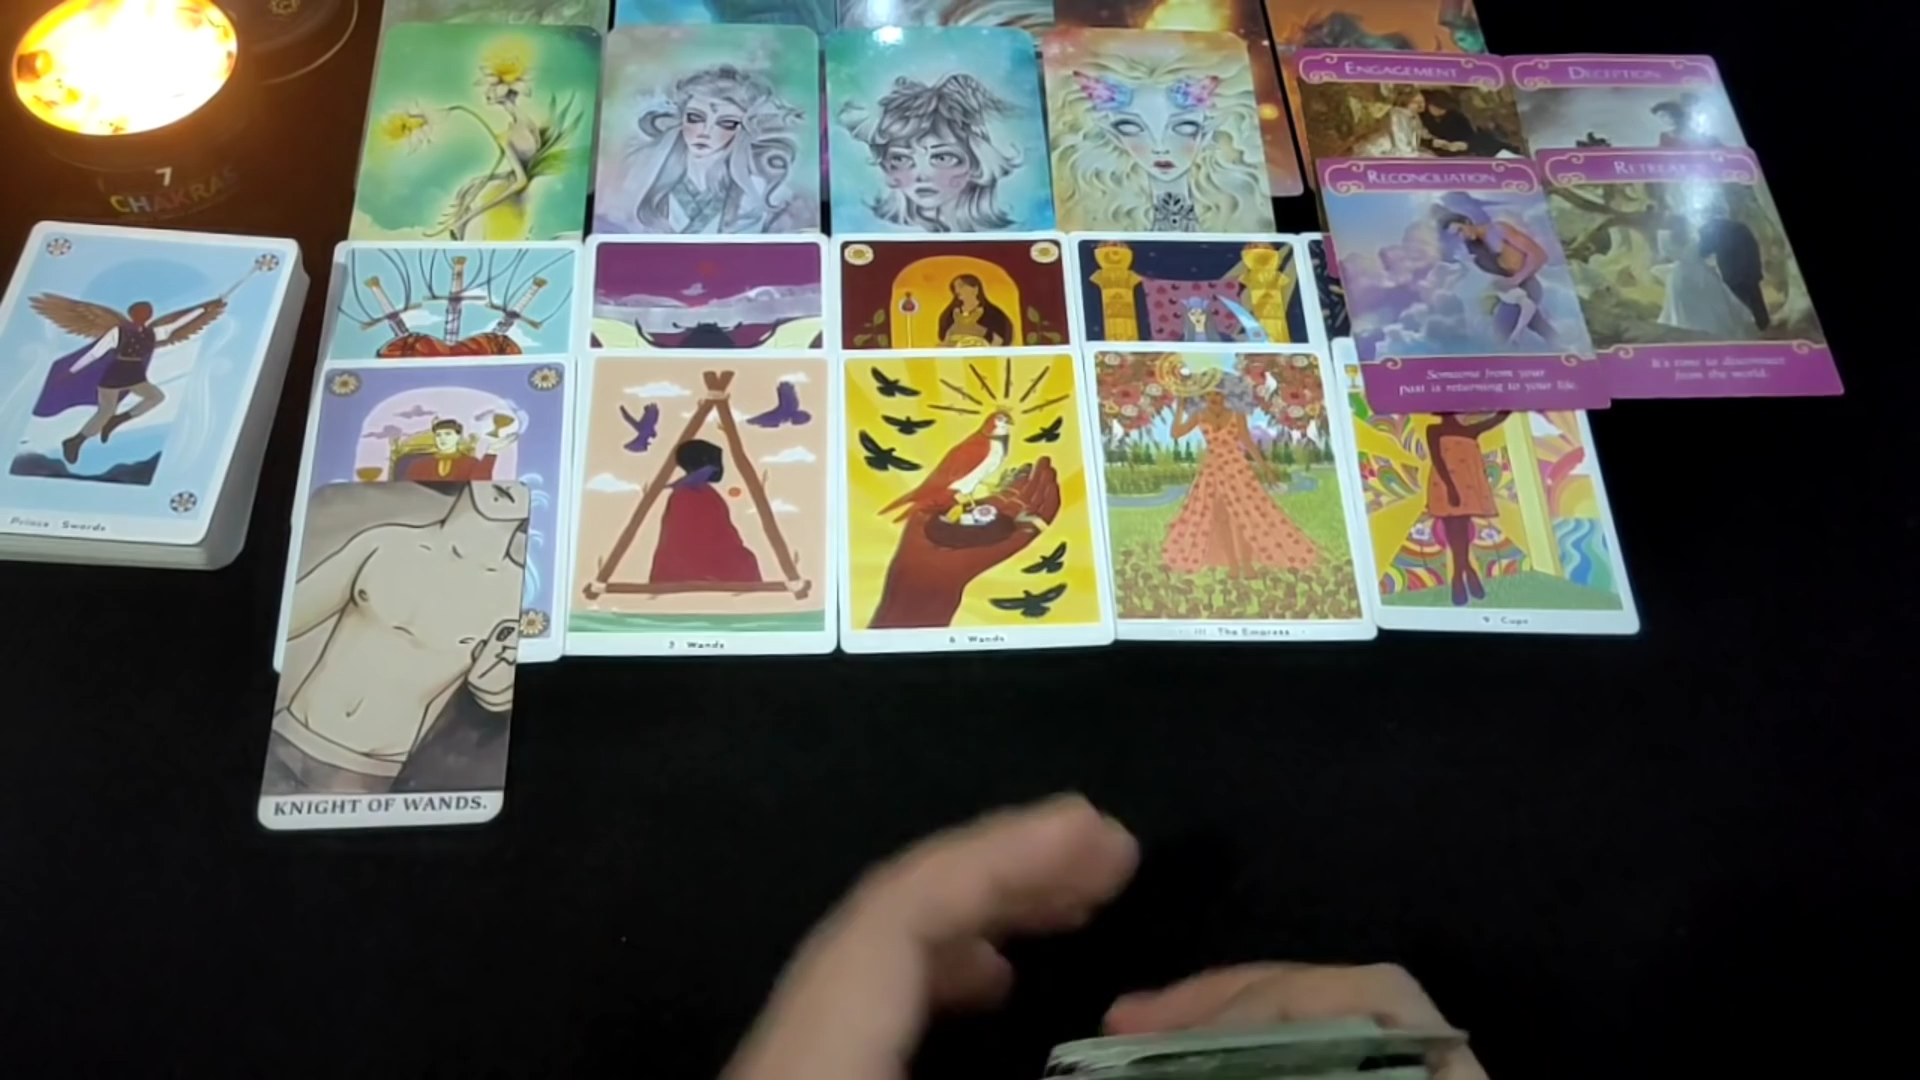 ENGAGEMENT
DECEPTION
7
CHAKRAS
RECONCILIATION
Someone from your
past is returning to your life.
It's time to disconnect
from the world.
Prince Swords
3 Wands
6 Wands
III The Empress
9 Cups
KNIGHT OF WANDS.